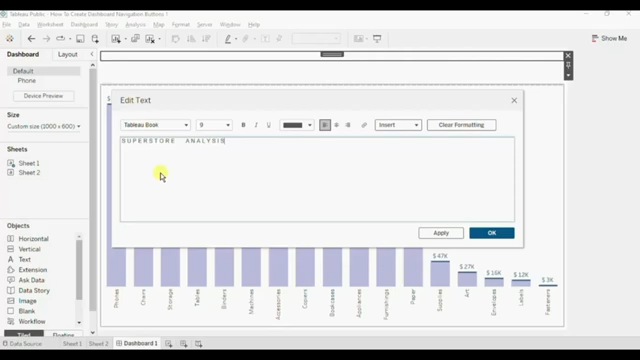 Tableau Public - How To Create Dashboard Navigation Buttons 1
File Data Worksheet Dashboard Story Analysis Map Format Server Window Help
Show Me
Dashboard Layout
Default
Phone
Device Preview
Size
Custom size (1000 x 600)
Sheets
Sheet 1
Sheet 2
Objects
Horizontal
Vertical
Text
Extension
Ask Data
Data Story
Image
Blank
Workflow
Tiled Floating
Edit Text
Tableau Book 9 B I U Insert Clear Formatting
SUPERSTORE ANALYSIS
Apply OK
$ 47K $ 27K $ 16K $ 12K $ 3K
Phones Chairs Storage Tables Binders Machines Accessories Copiers Bookcases Appliances Furnishings Paper Supplies Art Envelopes Labels Fasteners
Data Source Sheet 1 Sheet 2 Dashboard 1